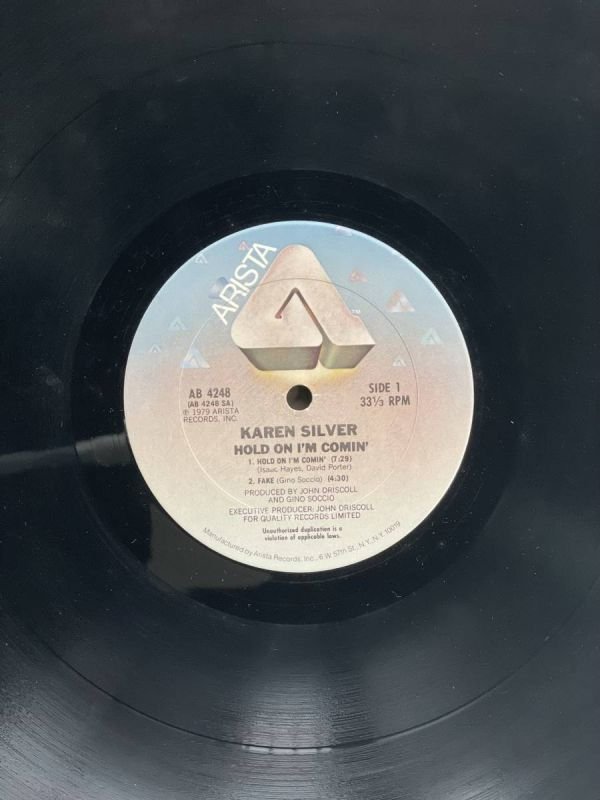 ARISTA
TM
AB 4248
(AB 4248 SA)
℗ 1979 ARISTA
RECORDS, INC.
SIDE 1
33⅓ RPM
KAREN SILVER
HOLD ON I'M COMIN'
1. HOLD ON I'M COMIN' (7:29)
(Isaac Hayes, David Porter)
2. FAKE (Gino Soccio) (4:30)
PRODUCED BY JOHN DRISCOLL
AND GINO SOCCIO
EXECUTIVE PRODUCER: JOHN DRISCOLL
FOR QUALITY RECORDS LIMITED
Unauthorized duplication is a
violation of applicable laws.
Manufactured by Arista Records, Inc., 6 W. 57th St., N.Y., N.Y. 10019